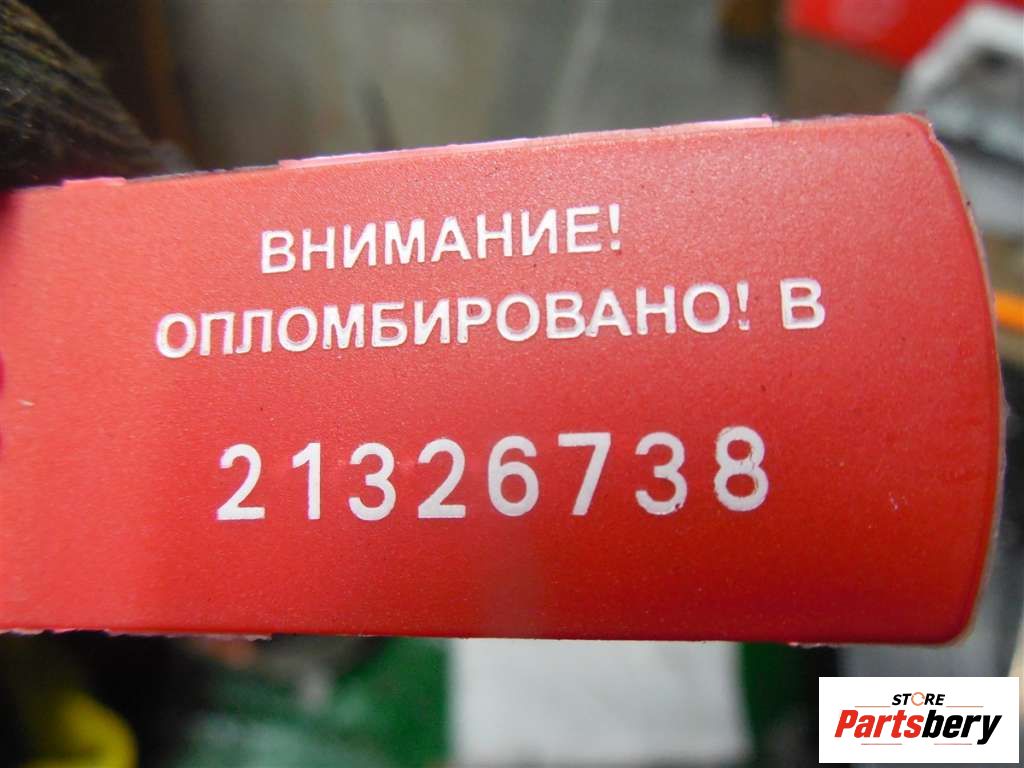 ВНИМАНИЕ!
ОПЛОМБИРОВАНО! В
21326738
STORE
Partsbery